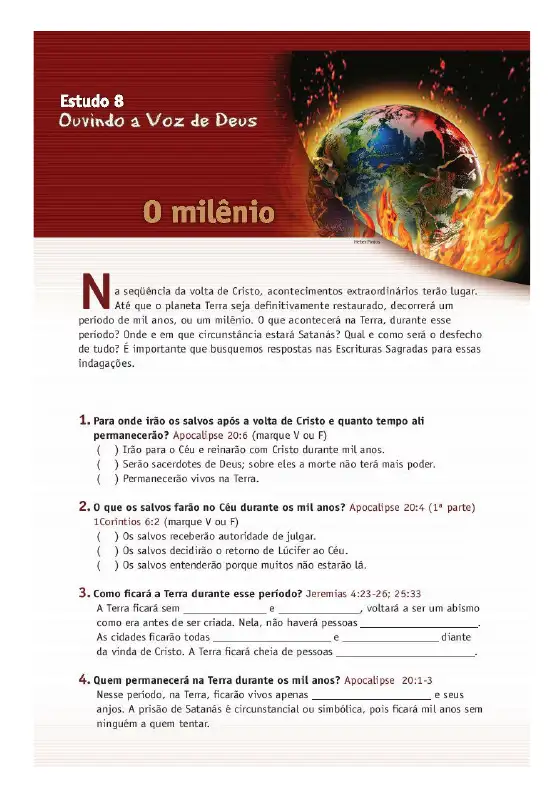 Estudo 8
Ouvindo a Voz de Deus
O milênio
Na seqüência da volta de Cristo, acontecimentos extraordinários terão lugar.
Até que o planeta Terra seja definitivamente restaurado, decorrerá um
período de mil anos, ou um milênio. O que acontecerá na Terra, durante esse
período? Onde e em que circunstância estará Satanás? Qual e como será o desfecho
de tudo? É importante que busquemos respostas nas Escrituras Sagradas para essas
indagações.
1. Para onde irão os salvos após a volta de Cristo e quanto tempo ali
permanecerão? Apocalipse 20:6 (marque V ou F)
( ) Irão para o Céu e reinarão com Cristo durante mil anos.
( ) Serão sacerdotes de Deus; sobre eles a morte não terá mais poder.
( ) Permanecerão vivos na Terra.
2. O que os salvos farão no Céu durante os mil anos? Apocalipse 20:4 (1ª parte)
1Coríntios 6:2 (marque V ou F)
( ) Os salvos receberão autoridade de julgar.
( ) Os salvos decidirão o retorno de Lúcifer ao Céu.
( ) Os salvos entenderão porque muitos não estarão lá.
3. Como ficará a Terra durante esse período? Jeremias 4:23-26; 25:33
A Terra ficará sem _______________ e _______________, voltará a ser um abismo
como era antes de ser criada. Nela, não haverá pessoas _____________________.
As cidades ficarão todas _____________________ e _________________ diante
da vinda de Cristo. A Terra ficará cheia de pessoas _________________________.
4. Quem permanecerá na Terra durante os mil anos? Apocalipse 20:1-3
Nesse período, na Terra, ficarão vivos apenas _____________________ e seus
anjos. A prisão de Satanás é circunstancial ou simbólica, pois ficará mil anos sem
ninguém a quem tentar.